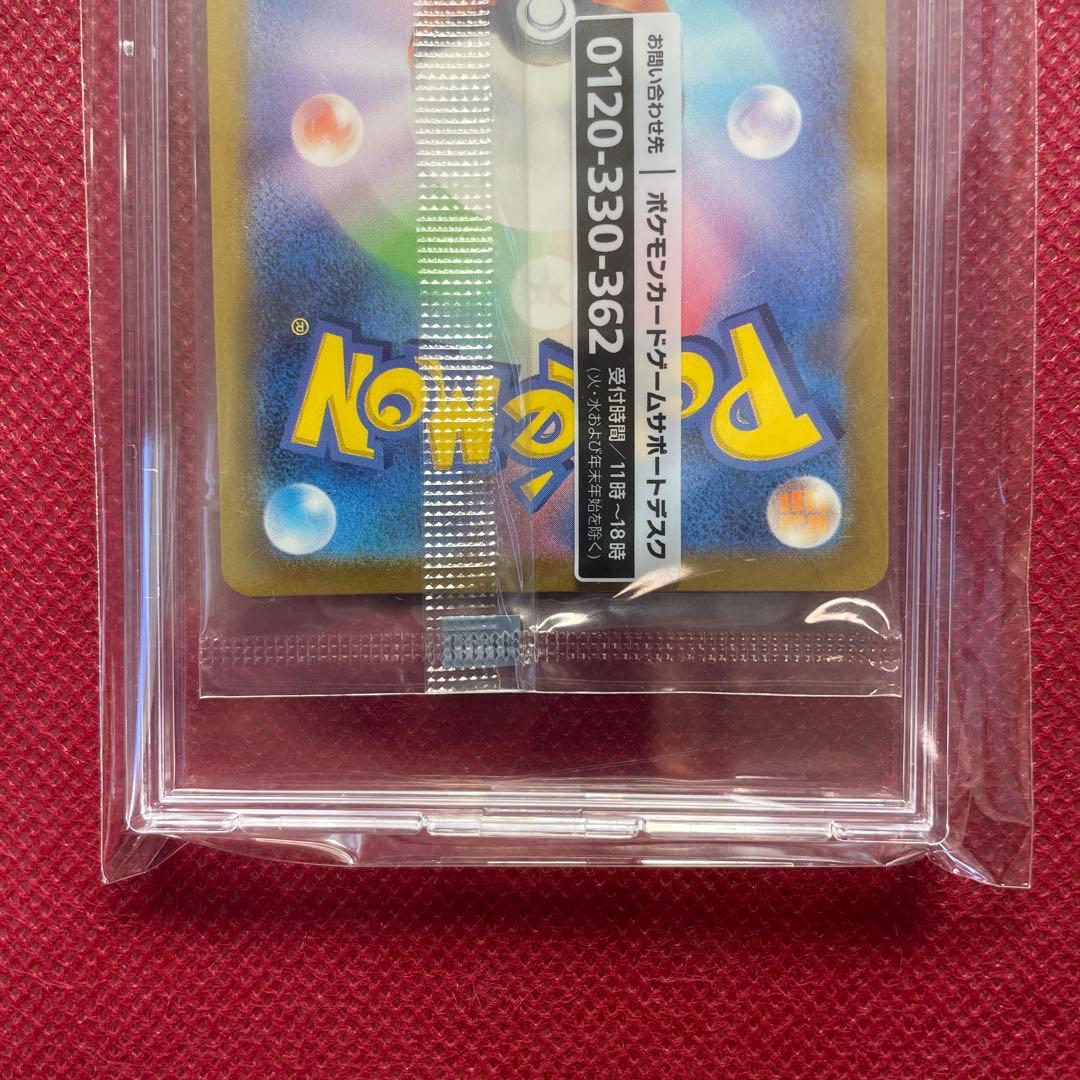 お問い合わせ先 | ポケモンカードゲームサポートデスク
0120-330-362 受付時間／11時～18時
(火・水および年末年始を除く)
POKéMON
®